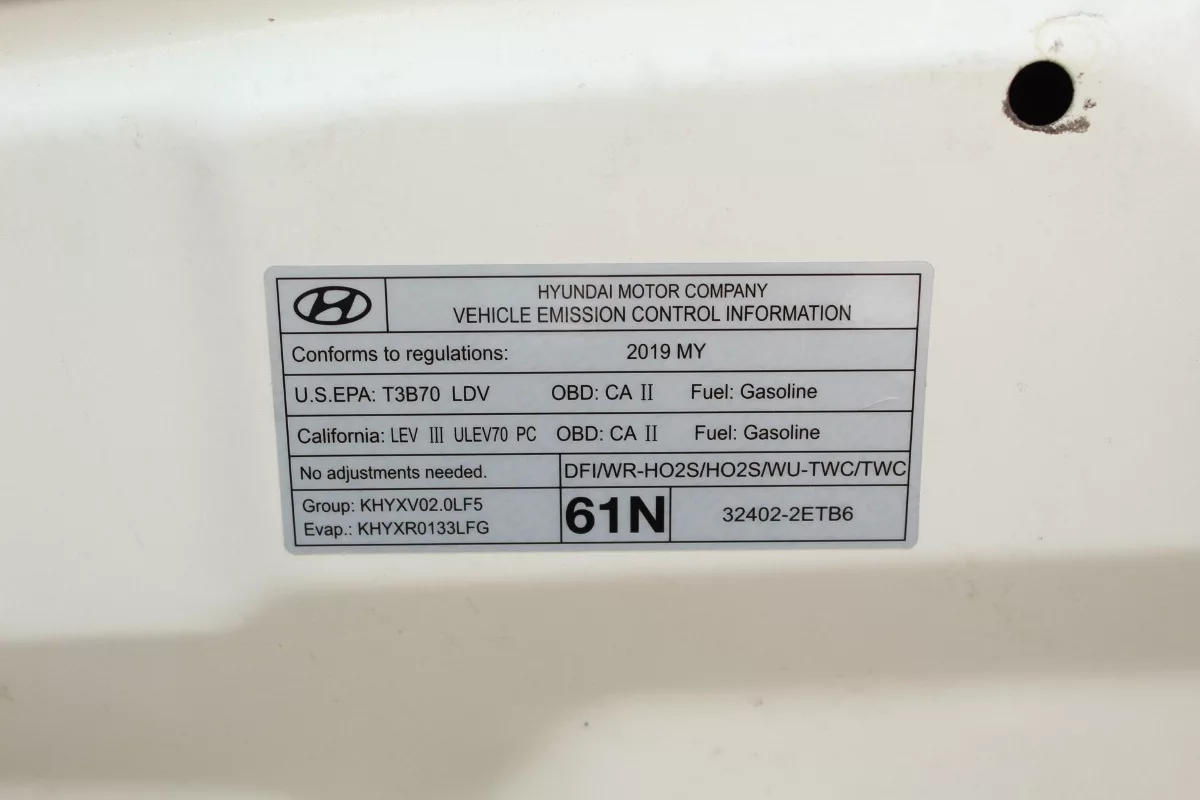 HYUNDAI MOTOR COMPANY
VEHICLE EMISSION CONTROL INFORMATION
Conforms to regulations: 2019 MY
U.S.EPA: T3B70 LDV OBD: CA II Fuel: Gasoline
California: LEV III ULEV70 PC OBD: CA II Fuel: Gasoline
No adjustments needed. DFI/WR-HO2S/HO2S/WU-TWC/TWC
Group: KHYXV02.0LF5
Evap.: KHYXR0133LFG
61N
32402-2ETB6